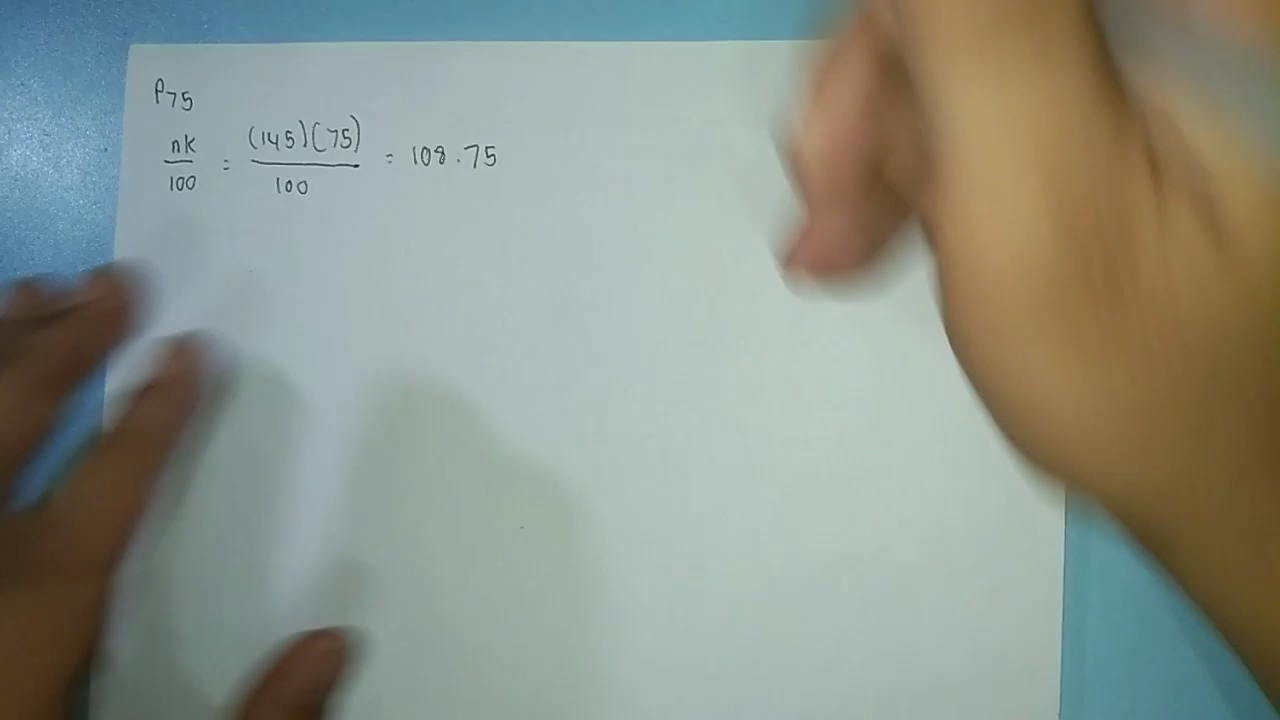 P75
nk/100 = (145)(75)/100 = 108.75